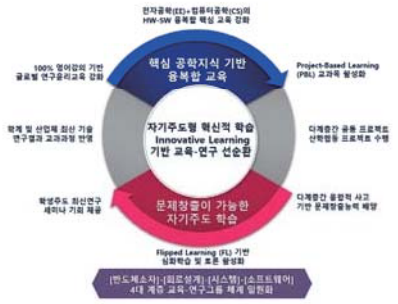 전자공학(EE)+컴퓨터공학(CS)의
HW-SW 융복합 핵심 교육 강화
100% 영어강의 기반
글로벌 연구윤리교육 강화
핵심 공학지식 기반
융복합 교육
Project-Based Learning
(PBL) 교과목 활성화
학계 및 산업체 최신 기술
연구결과 교과과정 반영
자기주도형 혁신적 학습
Innovative Learning
기반 교육-연구 선순환
다계층간 공동 프로젝트
산학협동 프로젝트 수행
학생주도 최신연구
세미나 기회 제공
문제창출이 가능한
자기주도 학습
다계층간 융합적 사고
기반 문제창출능력 배양
Flipped Learning (FL) 기반
심화학습 및 토론 활성화
[반도체소자]-[회로설계]-[시스템]-[소프트웨어]
4대 계층 교육-연구그룹 체계 일원화